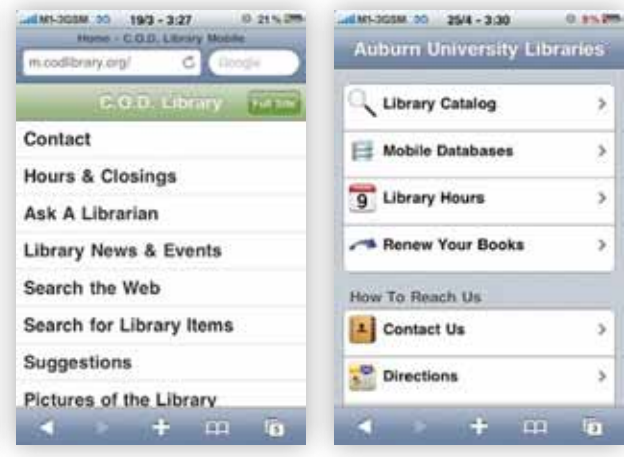 M1-3GSM 3G 19/3 - 3:27 21%
Home - C.O.D. Library Mobile
m.codlibrary.org/ Google
C.O.D. Library Full Site
Contact
Hours & Closings
Ask A Librarian
Library News & Events
Search the Web
Search for Library Items
Suggestions
Pictures of the Library
5
M1-3GSM 3G 25/4 - 3:30 9%
Auburn University Libraries
Library Catalog
Mobile Databases
9 Library Hours
Renew Your Books
How To Reach Us
Contact Us
Directions